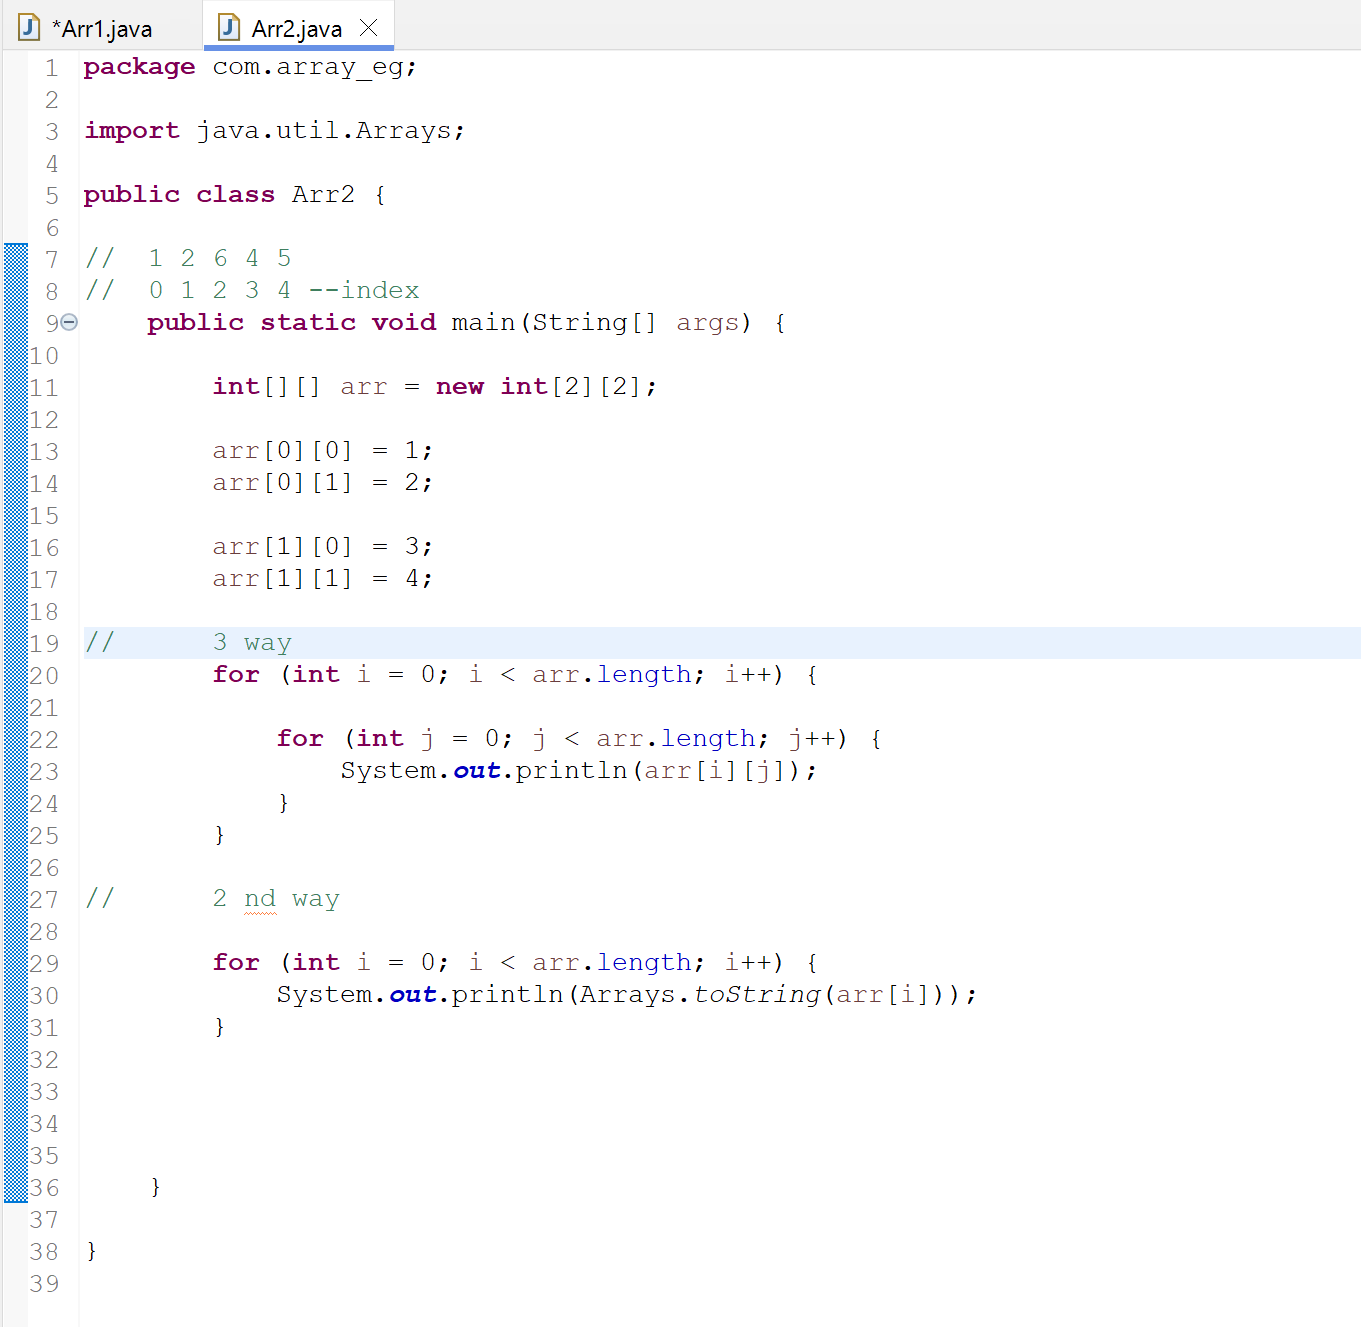 *Arr1.java Arr2.java
1 package com.array_eg;
2
3 import java.util.Arrays;
4
5 public class Arr2 {
6
7 //  1 2 6 4 5
8 //  0 1 2 3 4 --index
9     public static void main(String[] args) {
10
11         int[][] arr = new int[2][2];
12
13         arr[0][0] = 1;
14         arr[0][1] = 2;
15
16         arr[1][0] = 3;
17         arr[1][1] = 4;
18
19 //      3 way
20         for (int i = 0; i < arr.length; i++) {
21
22             for (int j = 0; j < arr.length; j++) {
23                 System.out.println(arr[i][j]);
24             }
25         }
26
27 //      2 nd way
28
29         for (int i = 0; i < arr.length; i++) {
30             System.out.println(Arrays.toString(arr[i]));
31         }
32
33
34
35
36     }
37
38 }
39